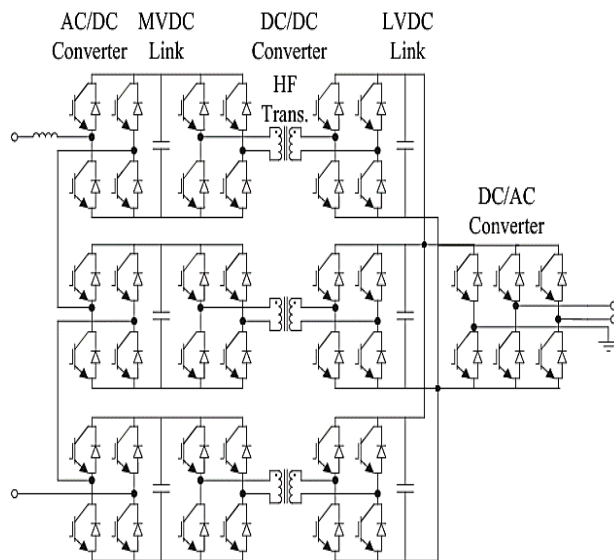 AC/DC
Converter
MVDC
Link
DC/DC
Converter
HF
Trans.
LVDC
Link
DC/AC
Converter